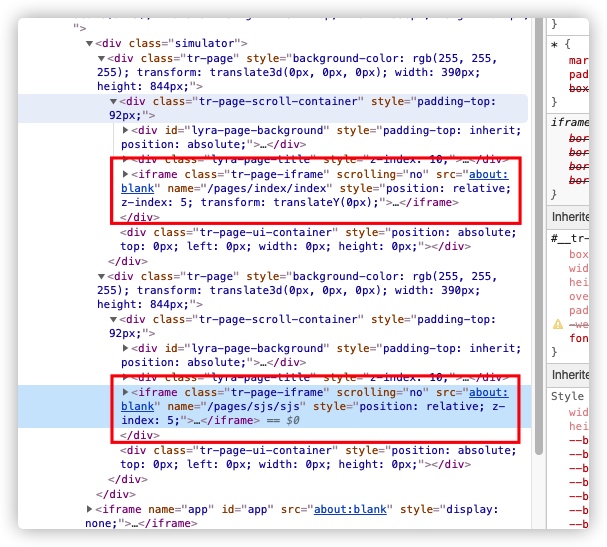 ">
▼<div class="simulator">
▼<div class="tr-page" style="background-color: rgb(255, 255,
255); transform: translate3d(0px, 0px, 0px); width: 390px;
height: 844px;">
▼<div class="tr-page-scroll-container" style="padding-top:
92px;">
▶<div id="lyra-page-background" style="padding-top: inherit;
position: absolute;">…</div>
▶<div class="lyra-page-title" style="z-index: 10;">…</div>
▶<iframe class="tr-page-iframe" scrolling="no" src="about:
blank" name="/pages/index/index" style="position: relative;
z-index: 5; transform: translateY(0px);">…</iframe>
</div>
<div class="tr-page-ui-container" style="position: absolute;
top: 0px; left: 0px; width: 0px; height: 0px;"></div>
</div>
▼<div class="tr-page" style="background-color: rgb(255, 255,
255); transform: translate3d(0px, 0px, 0px); width: 390px;
height: 844px;">
▼<div class="tr-page-scroll-container" style="padding-top:
92px;">
▶<div id="lyra-page-background" style="padding-top: inherit;
position: absolute;">…</div>
▶<div class="lyra-page-title" style="z-index: 10;">…</div>
▶<iframe class="tr-page-iframe" scrolling="no" src="about:
blank" name="/pages/sjs/sjs" style="position: relative; z-
index: 5;">…</iframe> == $0
</div>
<div class="tr-page-ui-container" style="position: absolute;
top: 0px; left: 0px; width: 0px; height: 0px;"></div>
</div>
</div>
▶<iframe name="app" id="app" src="about:blank" style="display:
none;">…</iframe>
}
* {
mar
pad
box
}
iframe
bor
bor
bor
bor
}
Inherite
#__tr-
box
wid
hei
ove
pad
-we
fon
}
Inherite
Style
wid
hei
--b
--b
--b
--b
--b
--b